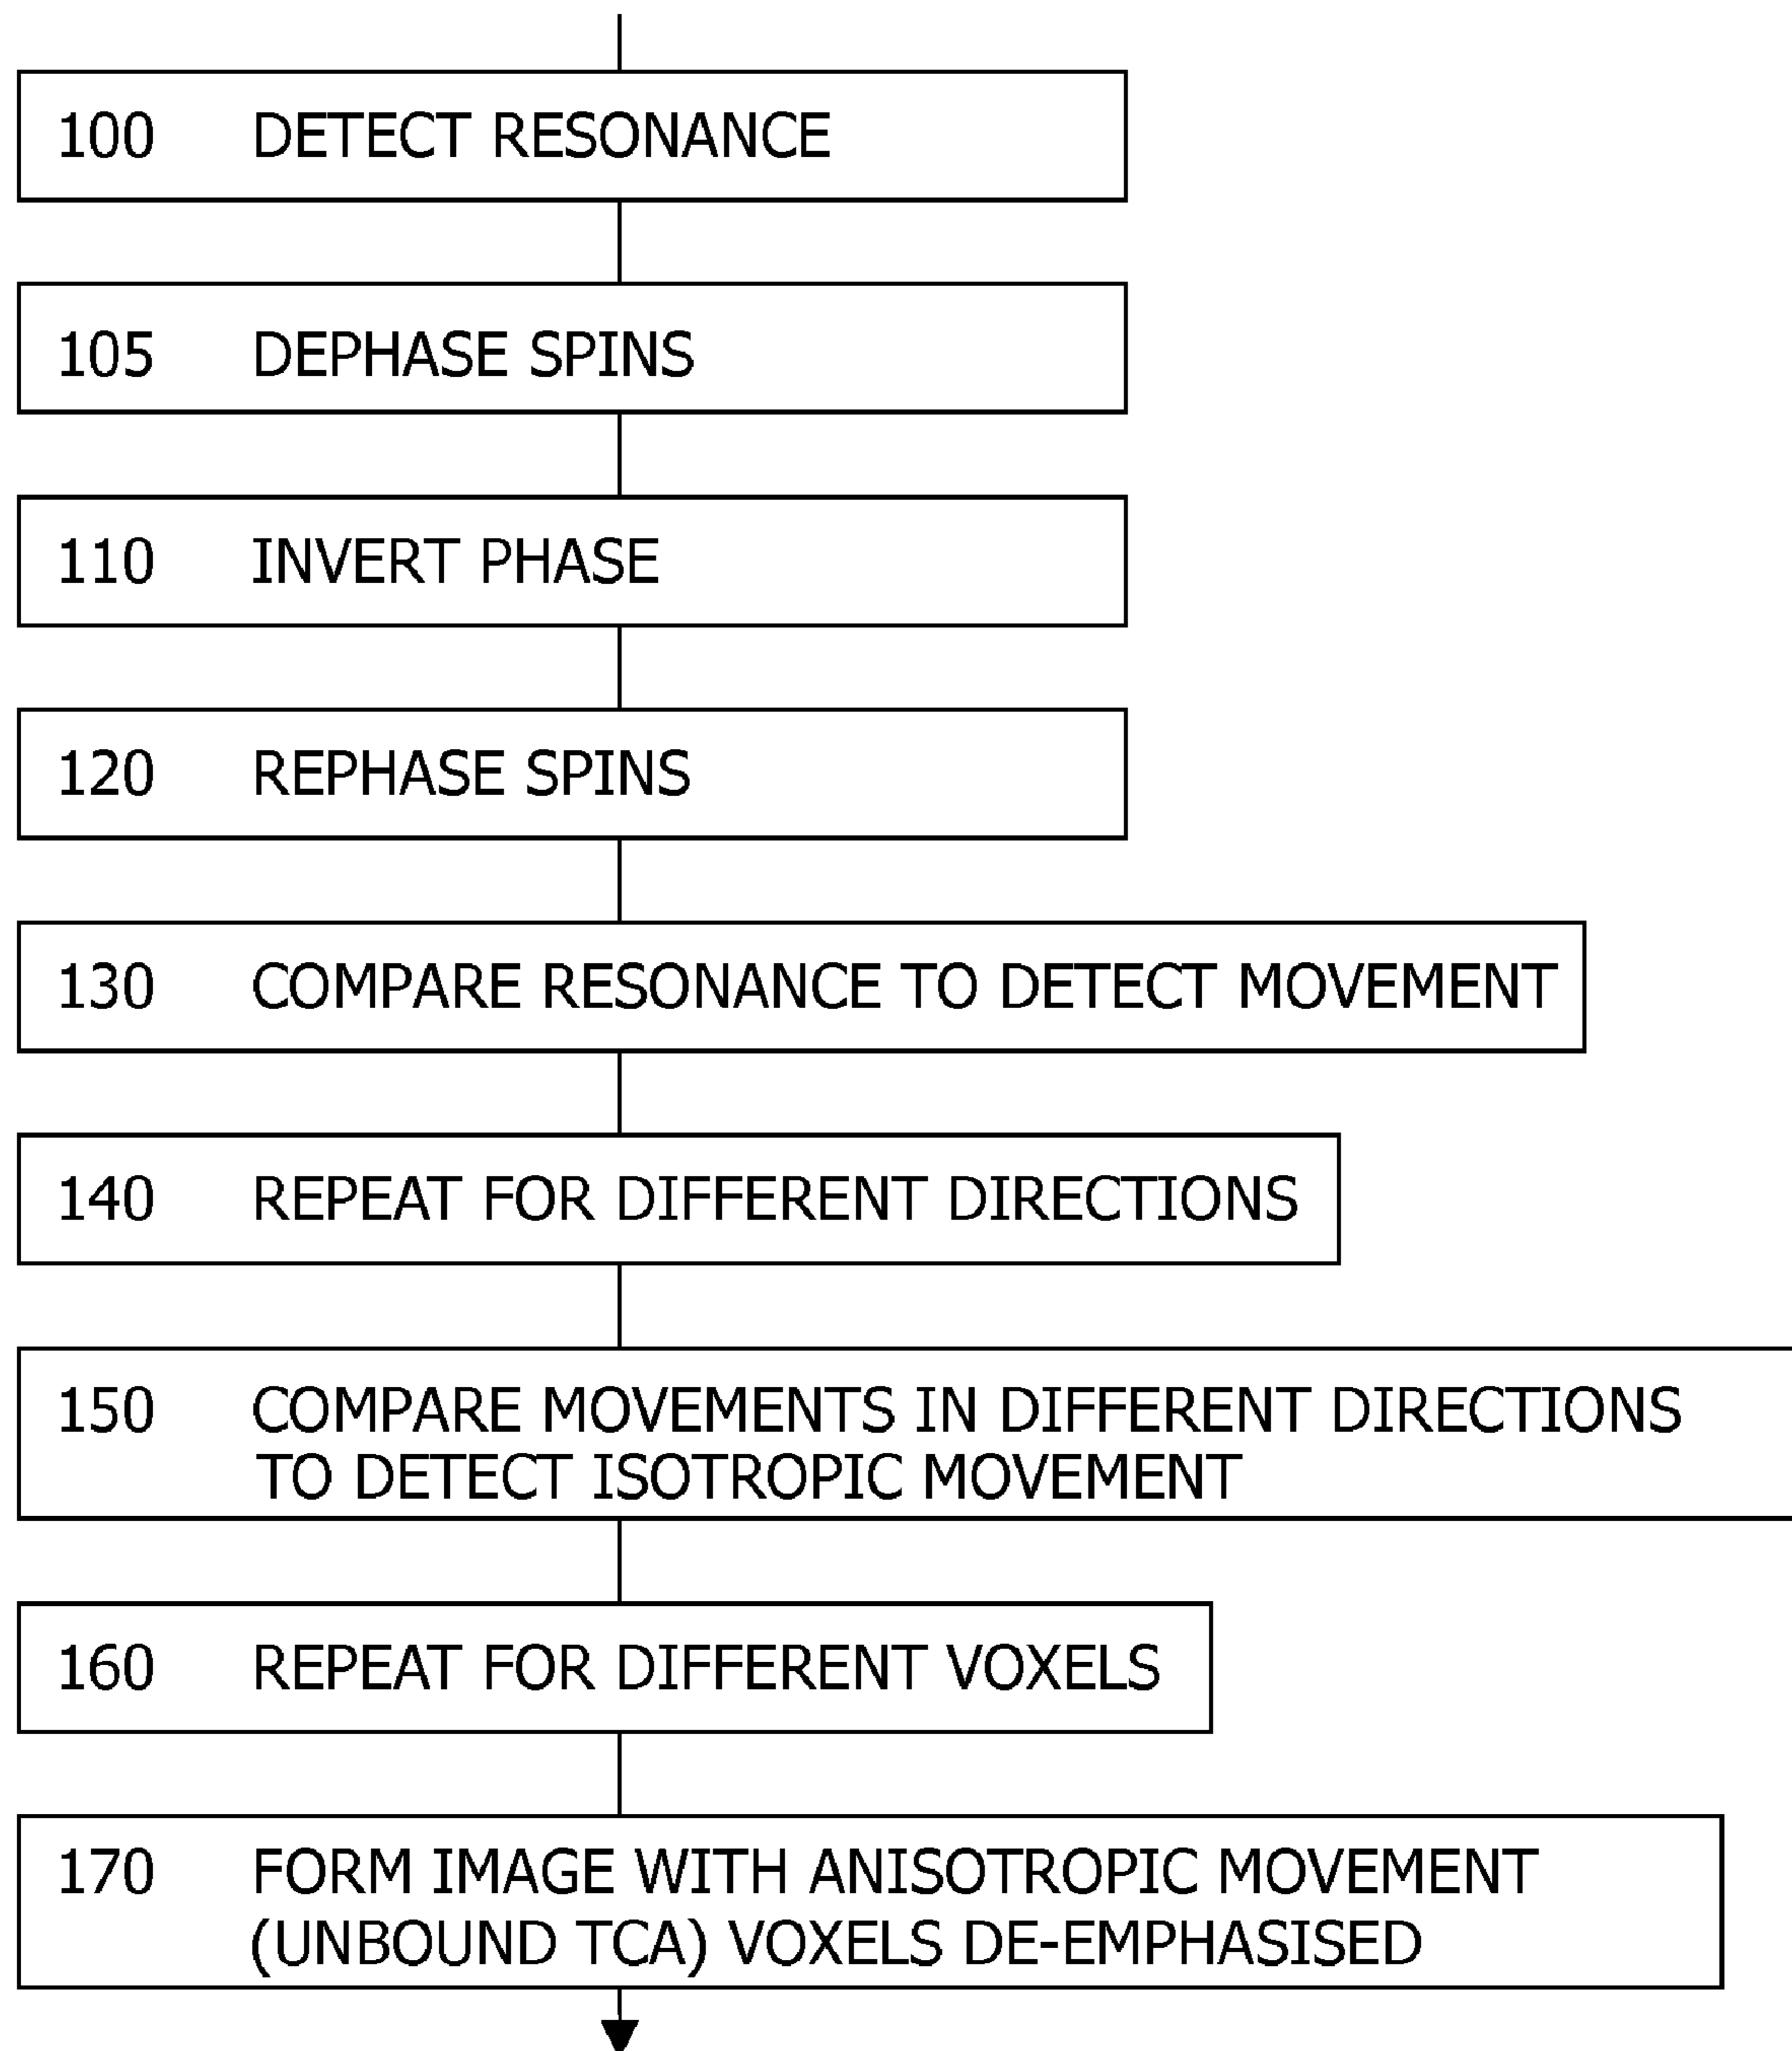 100 DETECT RESONANCE
105 DEPHASE SPINS
110 INVERT PHASE
120 REPHASE SPINS
130 COMPARE RESONANCE TO DETECT MOVEMENT
140 REPEAT FOR DIFFERENT DIRECTIONS
150 COMPARE MOVEMENTS IN DIFFERENT DIRECTIONS
TO DETECT ISOTROPIC MOVEMENT
160 REPEAT FOR DIFFERENT VOXELS
170 FORM IMAGE WITH ANISOTROPIC MOVEMENT
(UNBOUND TCA) VOXELS DE-EMPHASISED